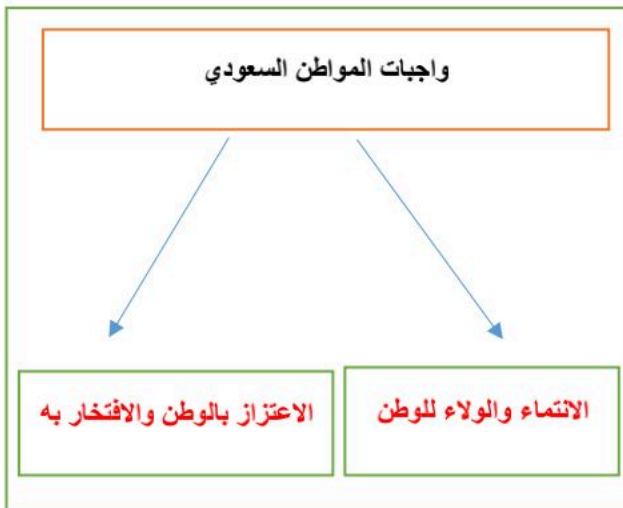 واجبات المواطن السعودي
الانتماء والولاء للوطن
الاعتزاز بالوطن والافتخار به